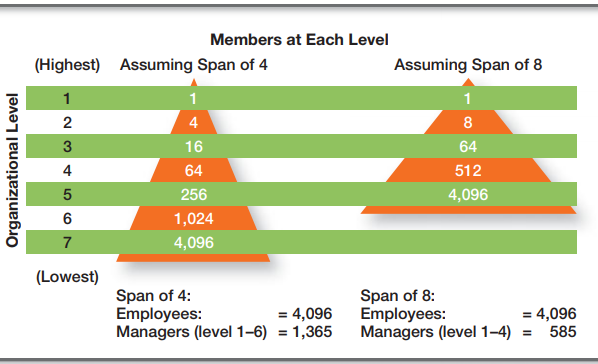 Members at Each Level
(Highest) Assuming Span of 4 Assuming Span of 8
Organizational Level
1 1 1
2 4 8
3 16 64
4 64 512
5 256 4,096
6 1,024
7 4,096
(Lowest)
Span of 4: Span of 8:
Employees: = 4,096 Employees: = 4,096
Managers (level 1–6) = 1,365 Managers (level 1–4) = 585